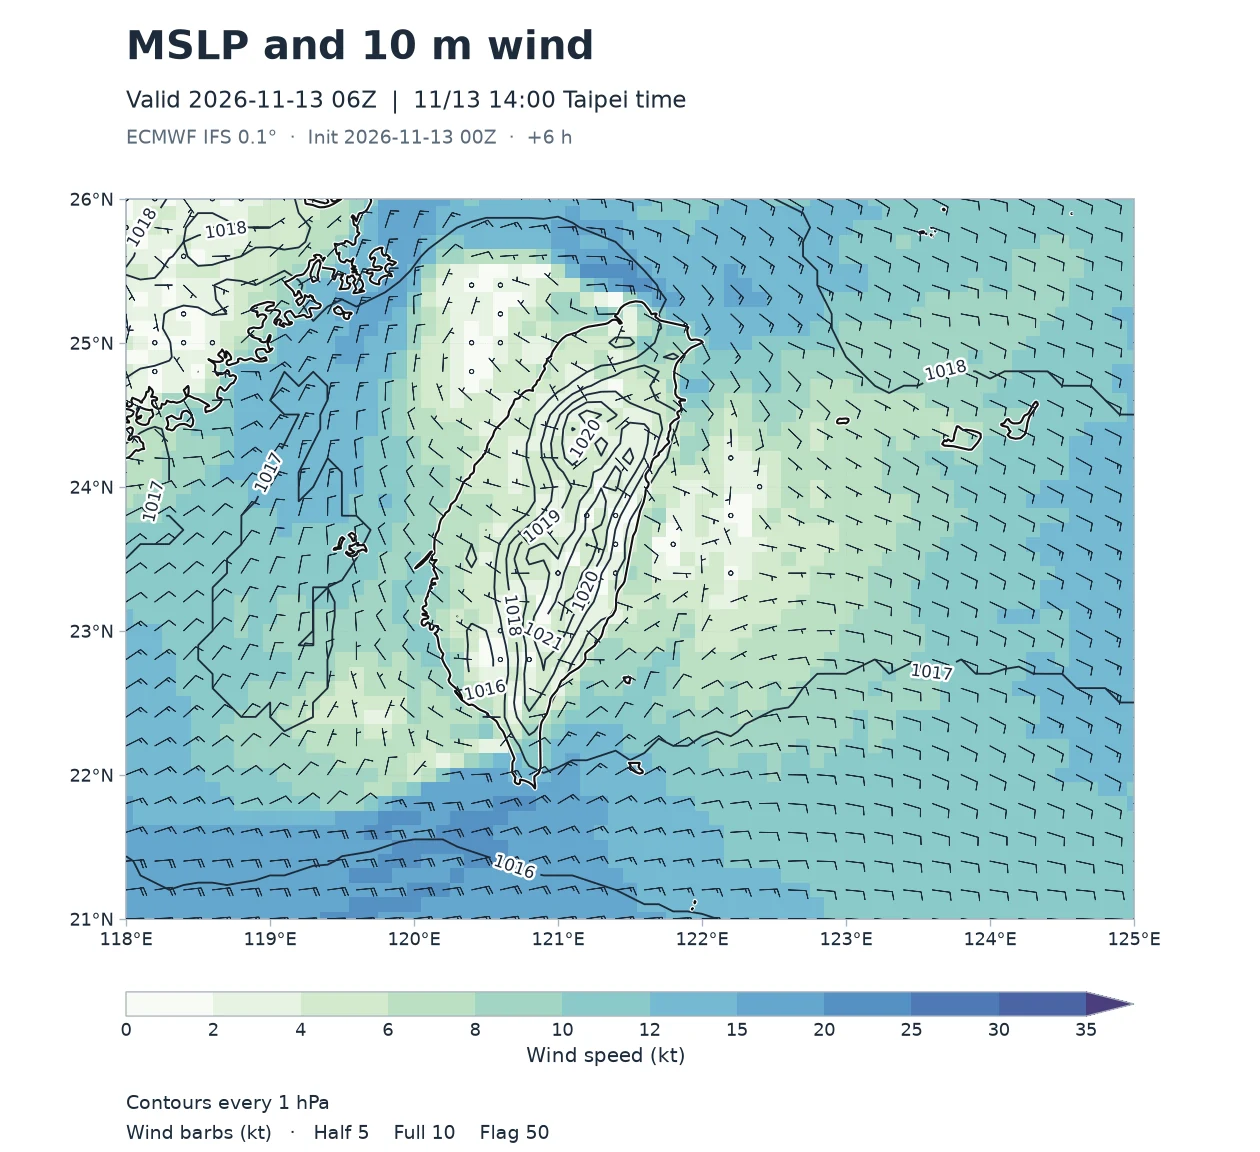 MSLP and 10 m wind
Valid 2026-11-13 06Z | 11/13 14:00 Taipei time
ECMWF IFS 0.1° · Init 2026-11-13 00Z · +6 h
26°N
25°N
24°N
23°N
22°N
21°N
1018
1018
1018
1020
1017
1017
1019
1020
1018
1021
1017
1016
1016
118°E 119°E 120°E 121°E 122°E 123°E 124°E 125°E
0 2 4 6 8 10 12 15 20 25 30 35
Wind speed (kt)
Contours every 1 hPa
Wind barbs (kt) · Half 5 Full 10 Flag 50